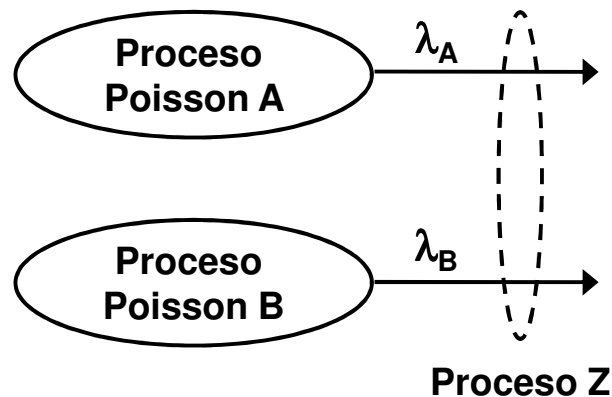 Proceso
Poisson A
λA
Proceso
Poisson B
λB
Proceso Z